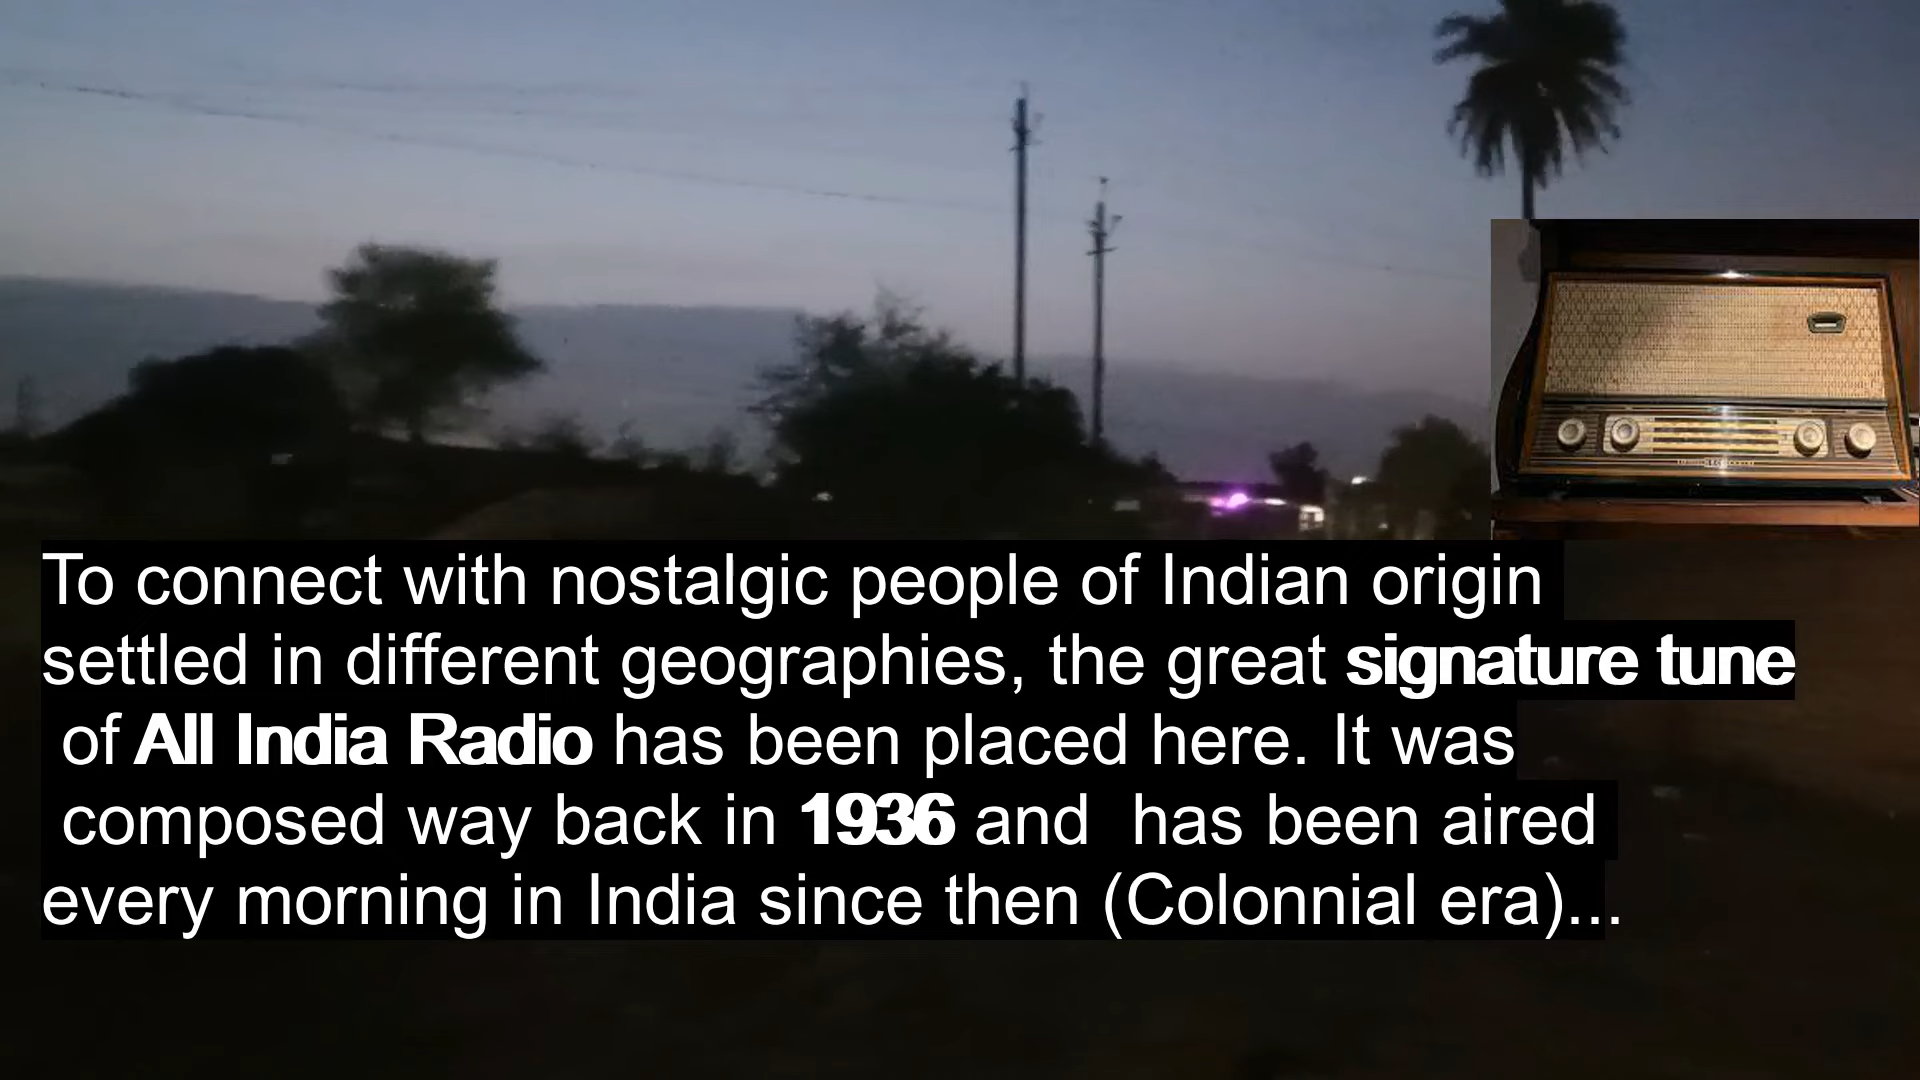 To connect with nostalgic people of Indian origin
settled in different geographies, the great signature tune
of All India Radio has been placed here. It was
composed way back in 1936 and  has been aired
every morning in India since then (Colonnial era)...